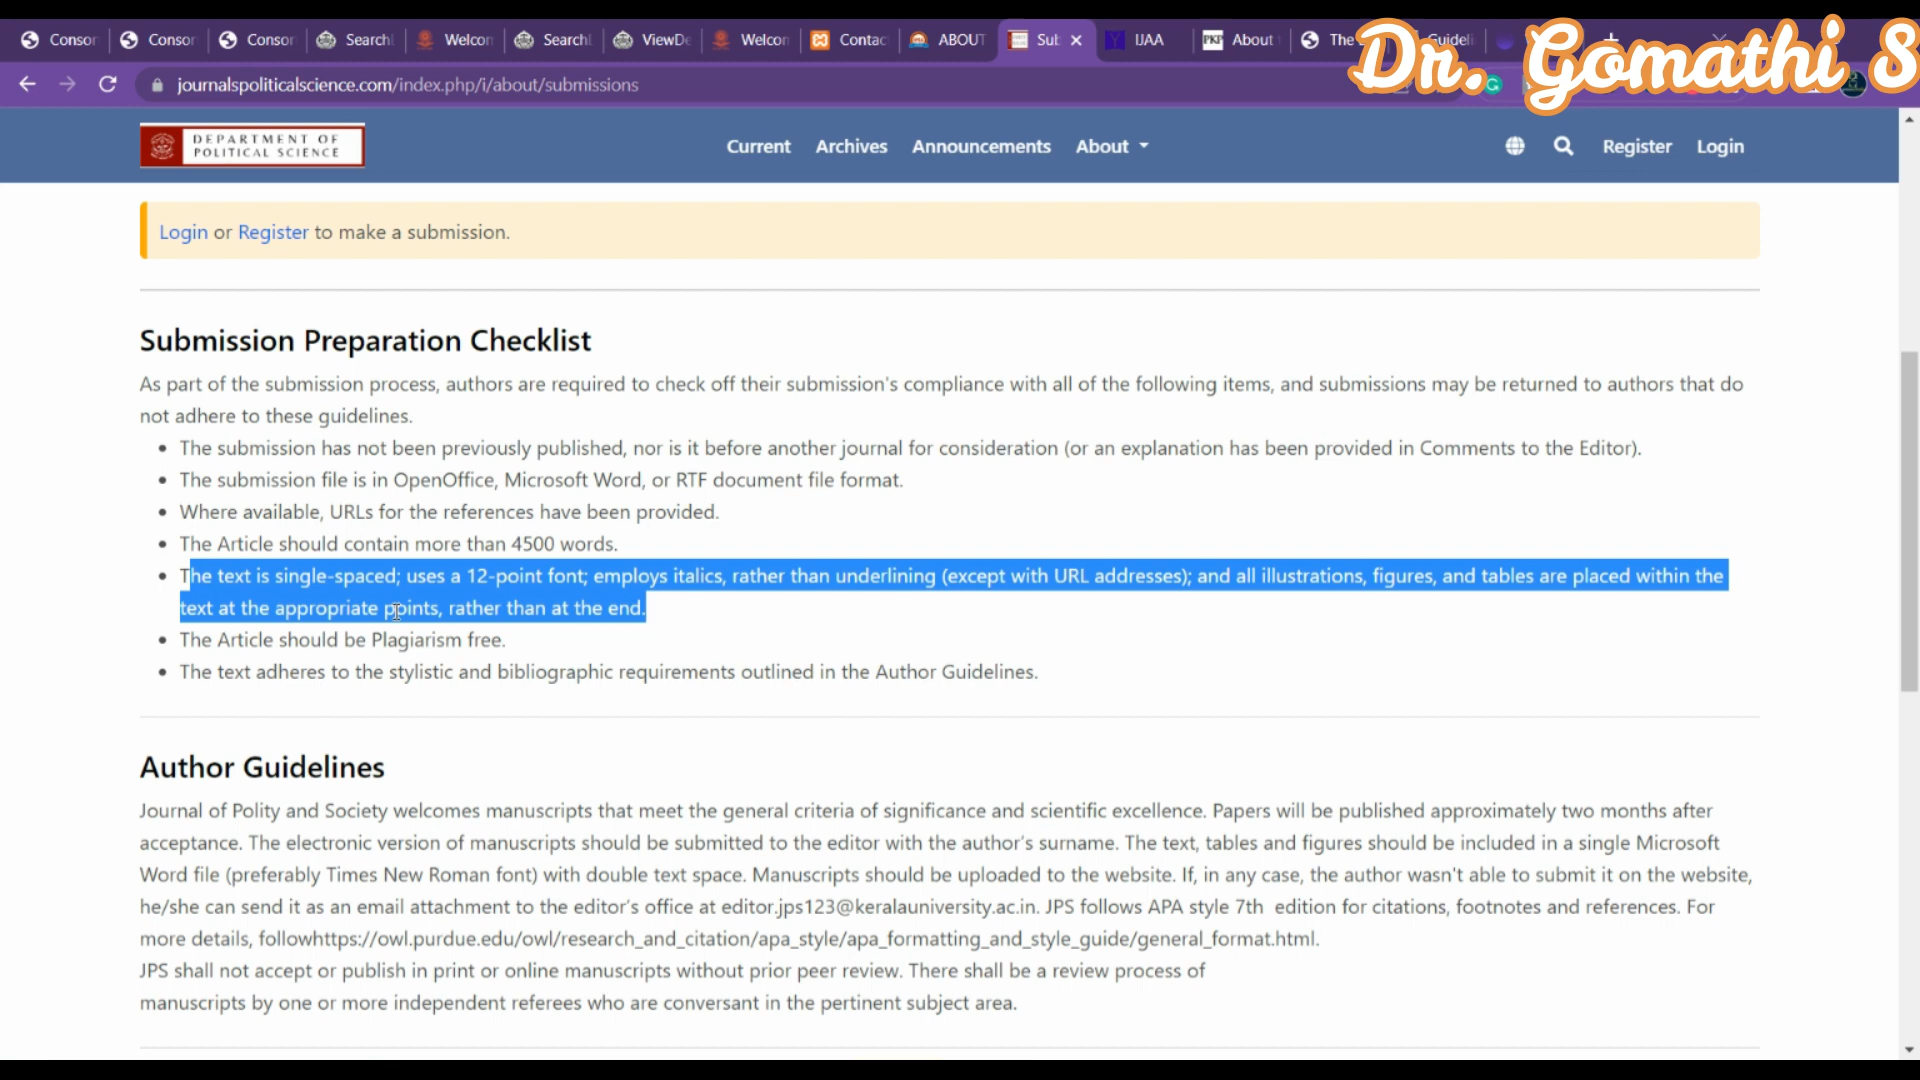 Consor Consor Consor Search Welcon Search ViewDe Welcon Contac ABOUT Sub IJAA PKP About The Guideli
Dr. Gomathi S
journalspoliticalscience.com/index.php/i/about/submissions
DEPARTMENT OF
POLITICAL SCIENCE
Current Archives Announcements About Register Login
Login or Register to make a submission.
Submission Preparation Checklist
As part of the submission process, authors are required to check off their submission's compliance with all of the following items, and submissions may be returned to authors that do
not adhere to these guidelines.
• The submission has not been previously published, nor is it before another journal for consideration (or an explanation has been provided in Comments to the Editor).
• The submission file is in OpenOffice, Microsoft Word, or RTF document file format.
• Where available, URLs for the references have been provided.
• The Article should contain more than 4500 words.
• The text is single-spaced; uses a 12-point font; employs italics, rather than underlining (except with URL addresses); and all illustrations, figures, and tables are placed within the
text at the appropriate points, rather than at the end.
• The Article should be Plagiarism free.
• The text adheres to the stylistic and bibliographic requirements outlined in the Author Guidelines.
Author Guidelines
Journal of Polity and Society welcomes manuscripts that meet the general criteria of significance and scientific excellence. Papers will be published approximately two months after
acceptance. The electronic version of manuscripts should be submitted to the editor with the author's surname. The text, tables and figures should be included in a single Microsoft
Word file (preferably Times New Roman font) with double text space. Manuscripts should be uploaded to the website. If, in any case, the author wasn't able to submit it on the website,
he/she can send it as an email attachment to the editor's office at editor.jps123@keralauniversity.ac.in. JPS follows APA style 7th edition for citations, footnotes and references. For
more details, followhttps://owl.purdue.edu/owl/research_and_citation/apa_style/apa_formatting_and_style_guide/general_format.html.
JPS shall not accept or publish in print or online manuscripts without prior peer review. There shall be a review process of
manuscripts by one or more independent referees who are conversant in the pertinent subject area.